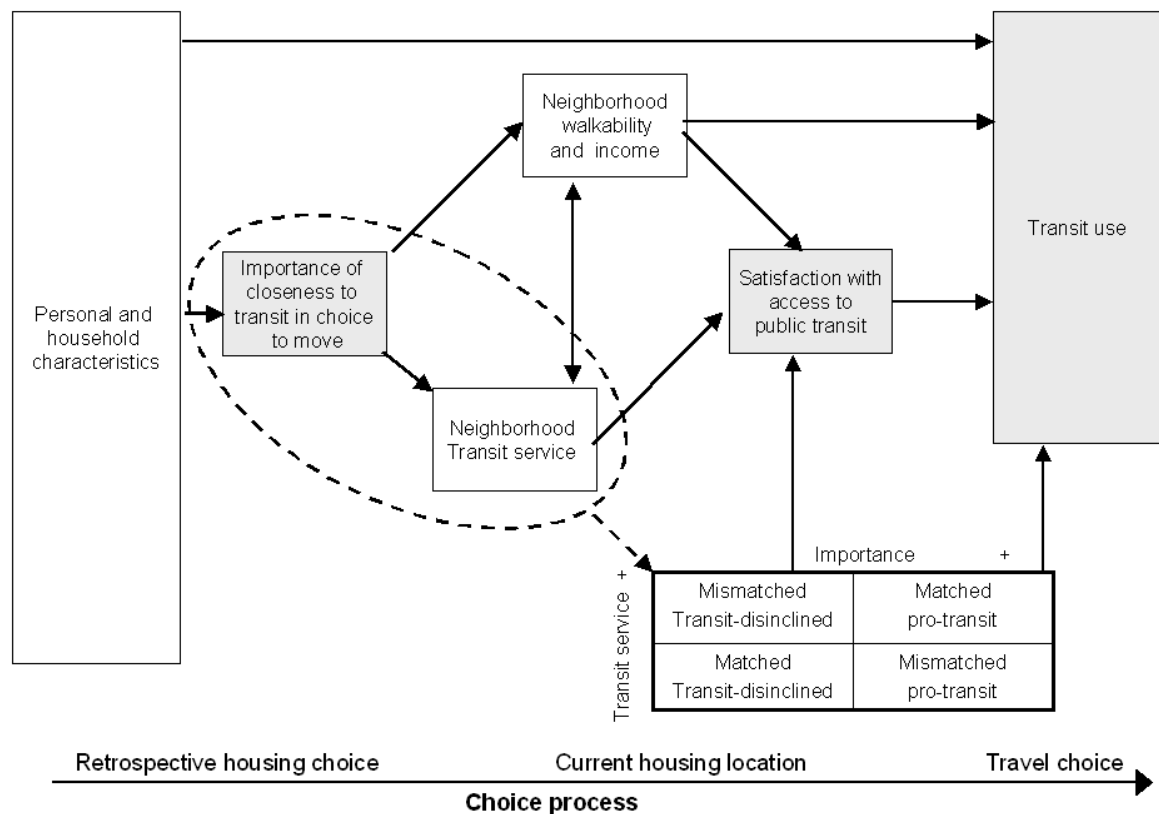 Neighborhood
walkability
and income
Transit use
Importance of
closeness to
transit in choice
to move
Satisfaction with
access to
public transit
Personal and
household
characteristics
Neighborhood
Transit service
Importance +
Transit service +
Mismatched
Transit-disinclined
Matched
pro-transit
Matched
Transit-disinclined
Mismatched
pro-transit
Retrospective housing choice
Current housing location
Travel choice
Choice process